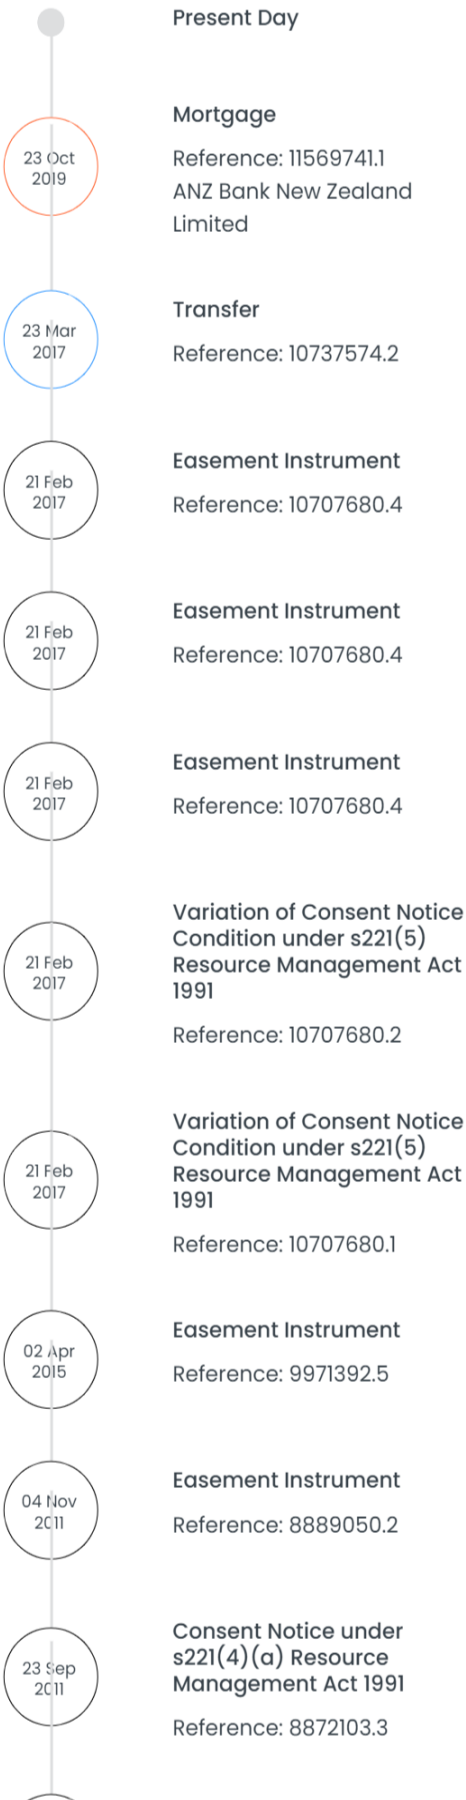 Present Day
23 Oct
2019
Mortgage
Reference: 11569741.1
ANZ Bank New Zealand
Limited
23 Mar
2017
Transfer
Reference: 10737574.2
21 Feb
2017
Easement Instrument
Reference: 10707680.4
21 Feb
2017
Easement Instrument
Reference: 10707680.4
21 Feb
2017
Easement Instrument
Reference: 10707680.4
21 Feb
2017
Variation of Consent Notice
Condition under s221(5)
Resource Management Act
1991
Reference: 10707680.2
21 Feb
2017
Variation of Consent Notice
Condition under s221(5)
Resource Management Act
1991
Reference: 10707680.1
02 Apr
2015
Easement Instrument
Reference: 9971392.5
04 Nov
2011
Easement Instrument
Reference: 8889050.2
23 Sep
2011
Consent Notice under
s221(4)(a) Resource
Management Act 1991
Reference: 8872103.3